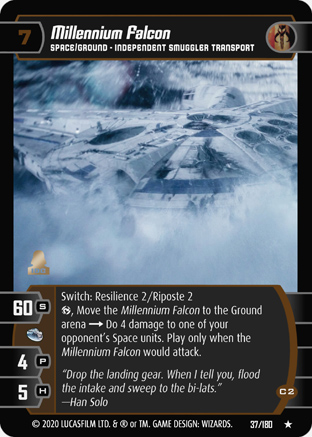 7
Millennium Falcon
SPACE/GROUND - INDEPENDENT SMUGGLER TRANSPORT
60 S
4 P
5 H
Switch: Resilience 2/Riposte 2
, Move the Millennium Falcon to the Ground
arena → Do 4 damage to one of your
opponent's Space units. Play only when the
Millennium Falcon would attack.
"Drop the landing gear. When I tell you, flood
the intake and sweep to the bi-lats."
—Han Solo
C2
© 2020 LUCASFILM LTD. & ® or TM. GAME DESIGN: WIZARDS.
37/180 ★